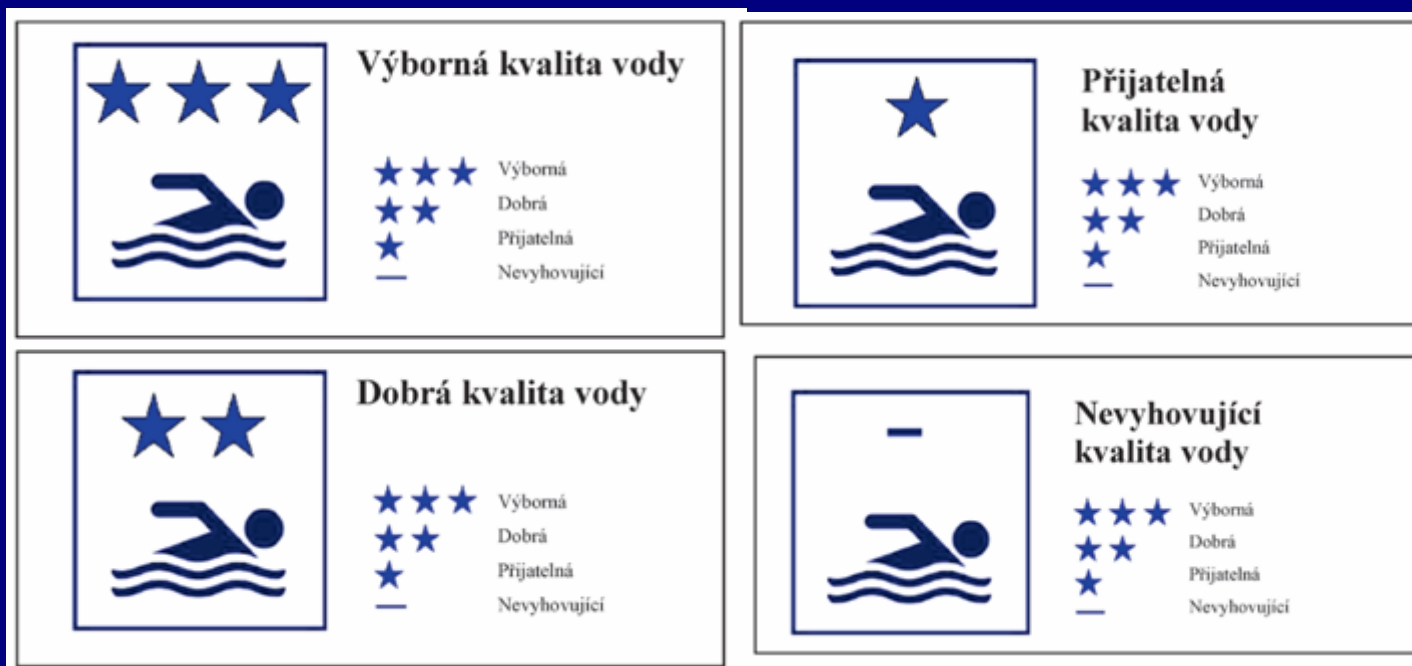 Výborná kvalita vody
Výborná
Dobrá
Přijatelná
Nevyhovující
Přijatelná
kvalita vody
Výborná
Dobrá
Přijatelná
Nevyhovující
Dobrá kvalita vody
Výborná
Dobrá
Přijatelná
Nevyhovující
Nevyhovující
kvalita vody
Výborná
Dobrá
Přijatelná
Nevyhovující